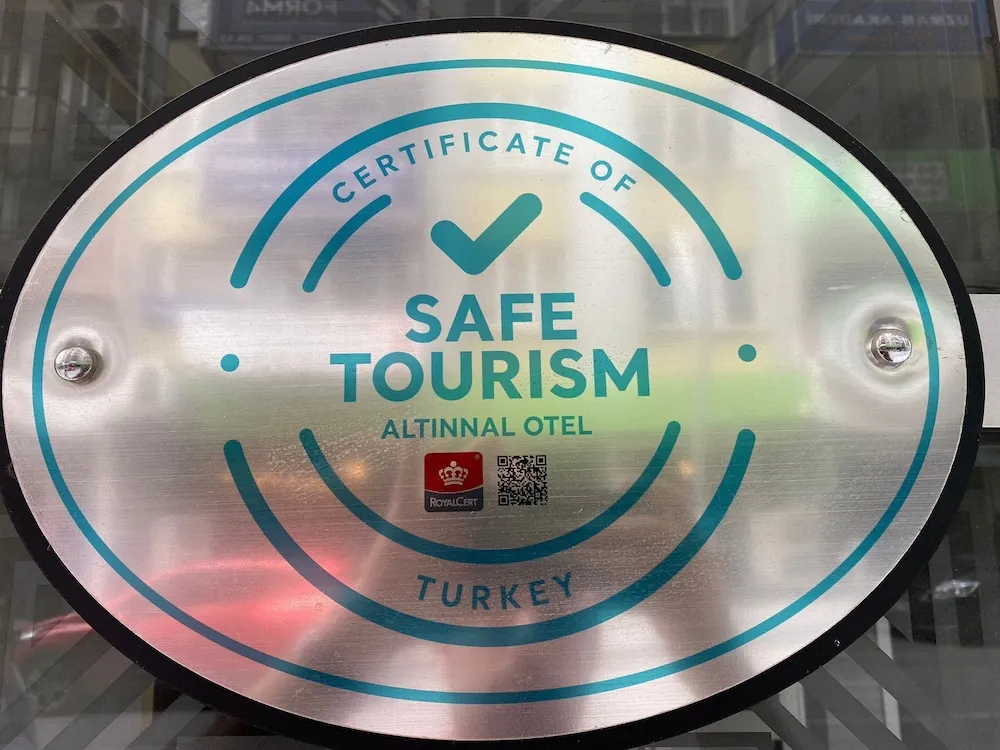 CERTIFICATE OF
SAFE
TOURISM
ALTINNAL OTEL
ROYALCERT
TURKEY